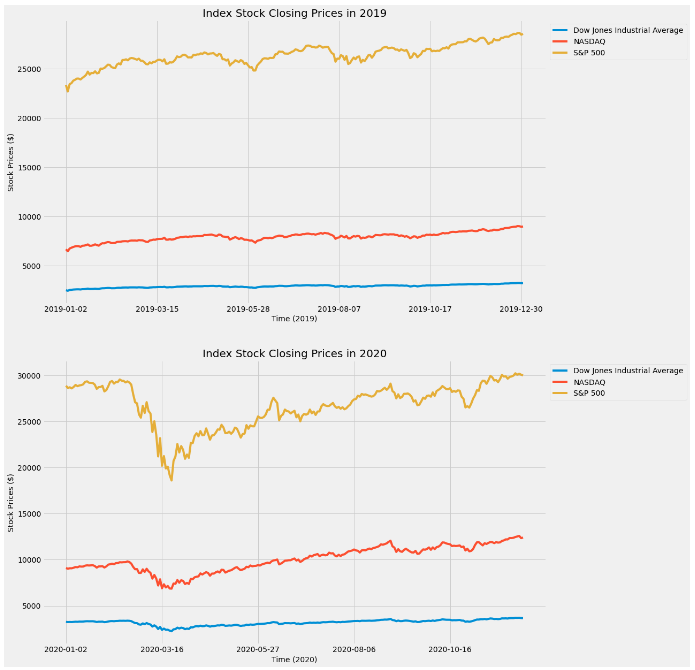 Index Stock Closing Prices in 2019
Dow Jones Industrial Average
NASDAQ
S&P 500
25000
20000
15000
10000
5000
Stock Prices ($)
2019-01-02 2019-03-15 2019-05-28 2019-08-07 2019-10-17 2019-12-30
Time (2019)
Index Stock Closing Prices in 2020
Dow Jones Industrial Average
NASDAQ
S&P 500
30000
25000
20000
15000
10000
5000
Stock Prices ($)
2020-01-02 2020-03-16 2020-05-27 2020-08-06 2020-10-16
Time (2020)